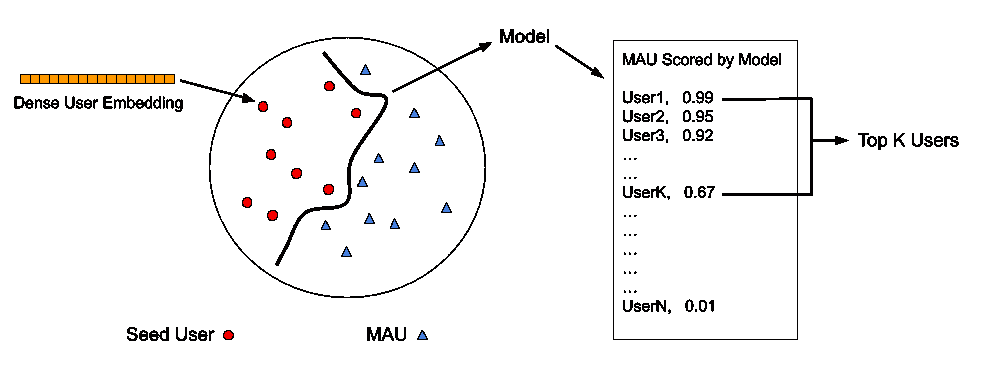 Dense User Embedding
Model
MAU Scored by Model
User1, 0.99
User2, 0.95
User3, 0.92
...
...
UserK, 0.67
...
...
...
...
...
UserN, 0.01
Top K Users
Seed User
MAU